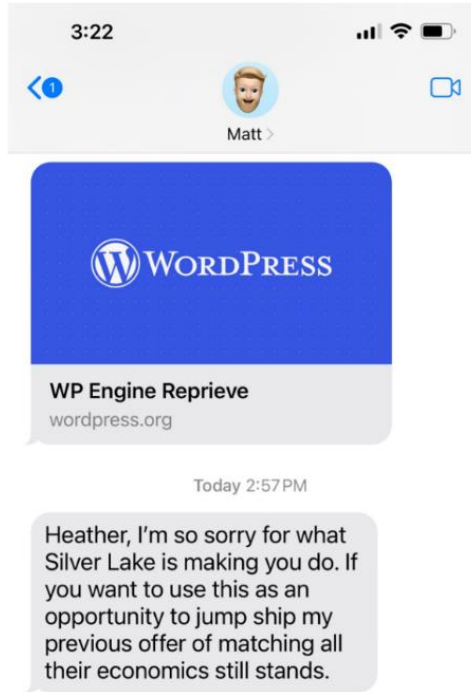 3:22
1
Matt
WORDPRESS
WP Engine Reprieve
wordpress.org
Today 2:57 PM
Heather, I'm so sorry for what
Silver Lake is making you do. If
you want to use this as an
opportunity to jump ship my
previous offer of matching all
their economics still stands.